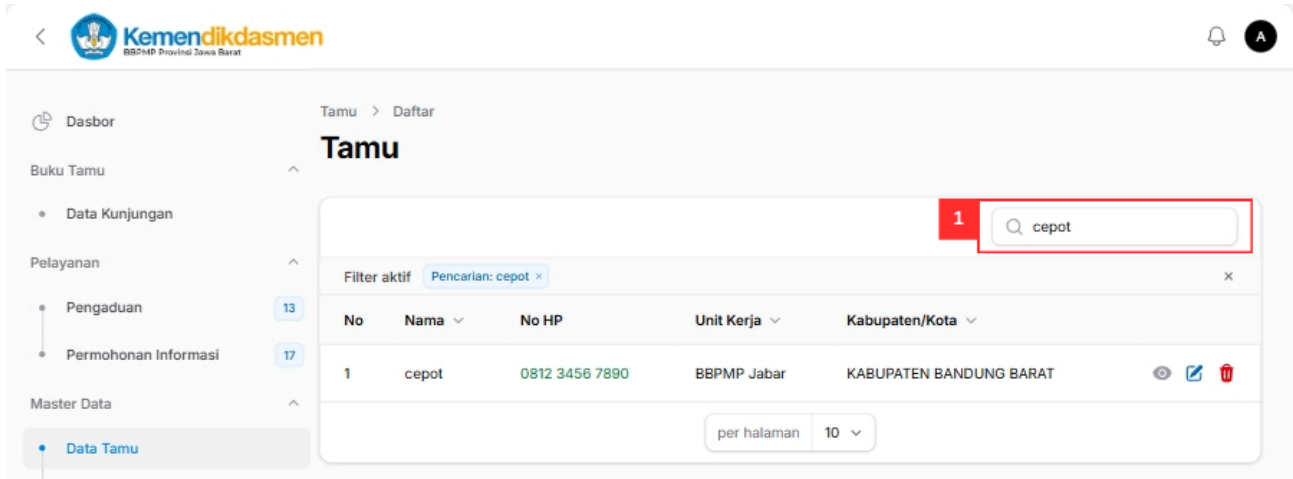 Kemendikdasmen
BBPMP Provinsi Jawa Barat
A
Dasbor
Buku Tamu
Data Kunjungan
Pelayanan
Pengaduan 13
Permohonan Informasi 17
Master Data
Data Tamu
Tamu > Daftar
Tamu
1
cepot
Filter aktif Pencarian: cepot ×
×
No Nama No HP Unit Kerja Kabupaten/Kota
1 cepot 0812 3456 7890 BBPMP Jabar KABUPATEN BANDUNG BARAT
per halaman 10